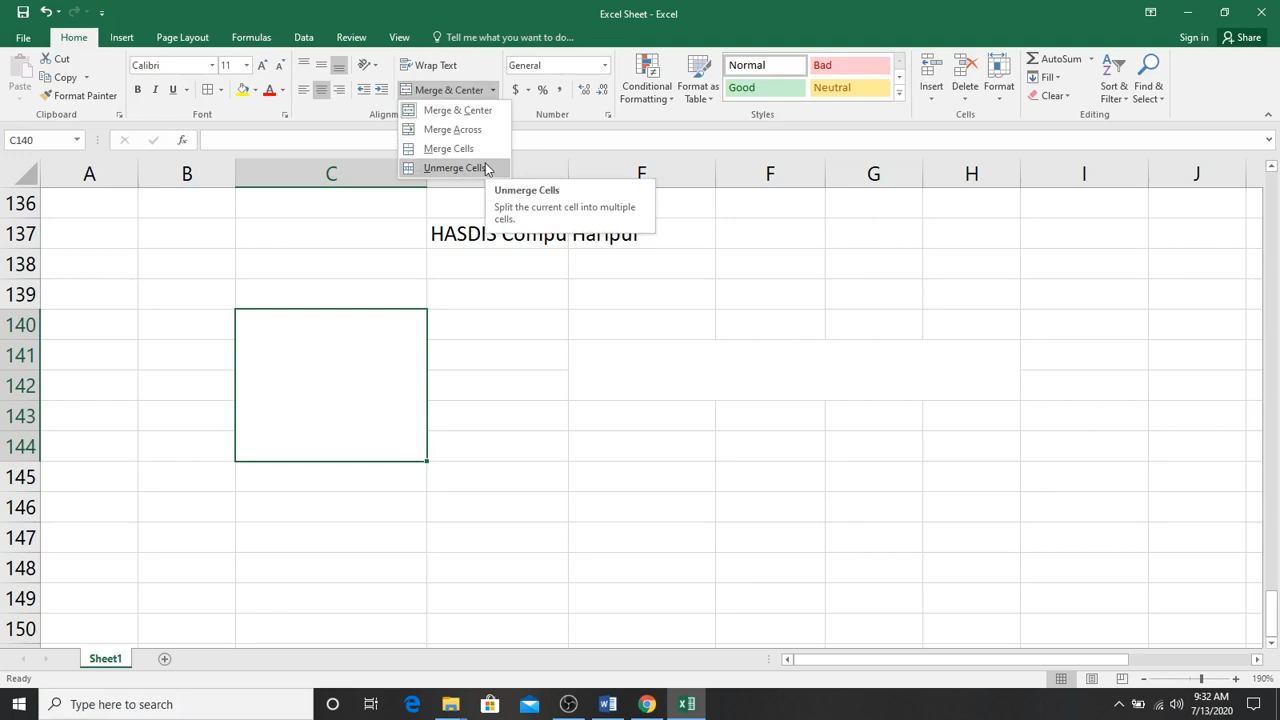 Excel Sheet - Excel
File Home Insert Page Layout Formulas Data Review View Tell me what you want to do... Sign in Share
Cut
Copy
Format Painter
Paste
Clipboard
Calibri 11
B I U
Font
Wrap Text
Merge & Center
Alignm
Merge & Center
Merge Across
Merge Cells
Unmerge Cells
Unmerge Cells
Split the current cell into multiple
cells.
General
$ % ,
Number
Conditional
Formatting
Format as
Table
Normal Bad
Good Neutral
Styles
Insert Delete Format
Cells
AutoSum
Fill
Clear
Sort &
Filter
Find &
Select
Editing
C140 fx
A B C E F G H I J
136
137 HASDIS Compu Haripur
138
139
140
141
142
143
144
145
146
147
148
149
150
Sheet1
Ready 190%
Type here to search
9:32 AM
7/13/2020